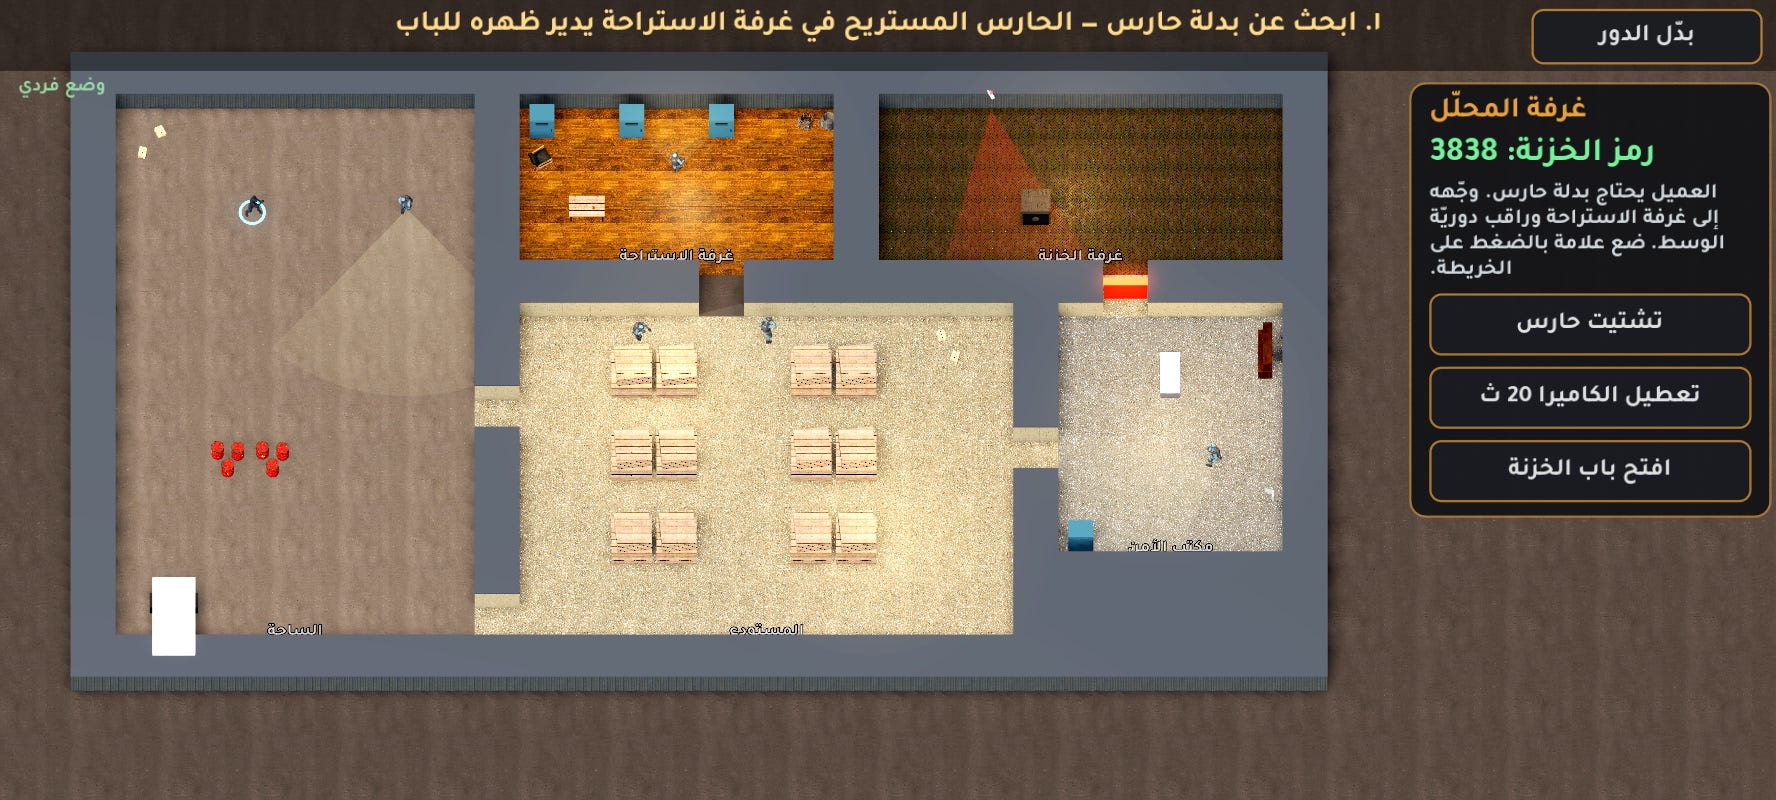 ١. ابحث عن بدلة حارس – الحارس المستريح في غرفة الاستراحة يدير ظهره للباب
بدّل الدور
وضع فردي
غرفة المحلّل
رمز الخزنة: 3838
العميل يحتاج بدلة حارس. وجّهه
إلى غرفة الاستراحة وراقب دوريّة
الوسط. ضع علامة بالضغط على
الخريطة.
تشتيت حارس
تعطيل الكاميرا 20 ث
افتح باب الخزنة
غرفة الاستراحة
غرفة الخزنة
مكتب الأمن
الساحة
المستودع